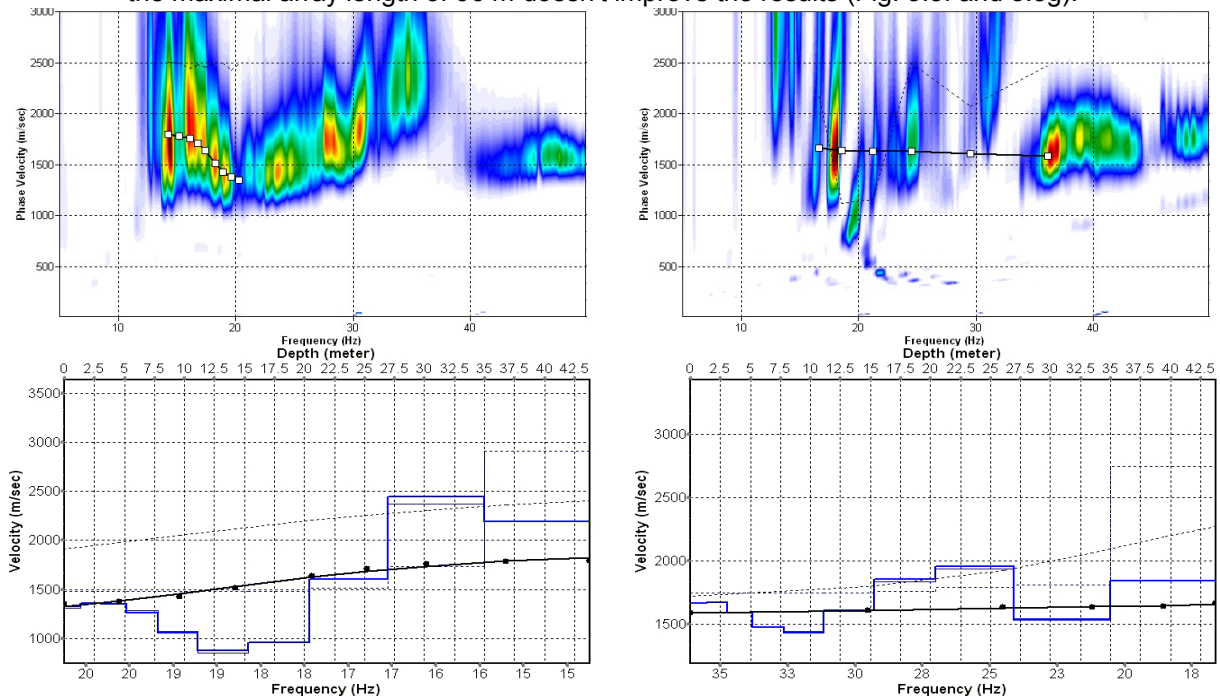 the maximal array length of m doesn't improve the results (Fig. and
3000
2500
2000
1500
1000
500
Phase Velocity (m/sec)
10 20 30 40
Frequency (Hz)
3000
2500
2000
1500
1000
500
Phase Velocity (m/sec)
10 20 30 40
Frequency (Hz)
Depth (meter)
0 2.5 5 7.5 10 12.5 15 17.5 20 22.5 25 27.5 30 32.5 35 37.5 40 42.5
3500
3000
2500
2000
1500
1000
Velocity (m/sec)
20 20 19 19 18 18 17 17 16 16 15
Frequency (Hz)
Depth (meter)
0 2.5 5 7.5 10 12.5 15 17.5 20 22.5 25 27.5 30 32.5 35 37.5 40 42.5
3000
2500
2000
1500
Velocity (m/sec)
35 33 30 28 25 23 20 18
Frequency (Hz)